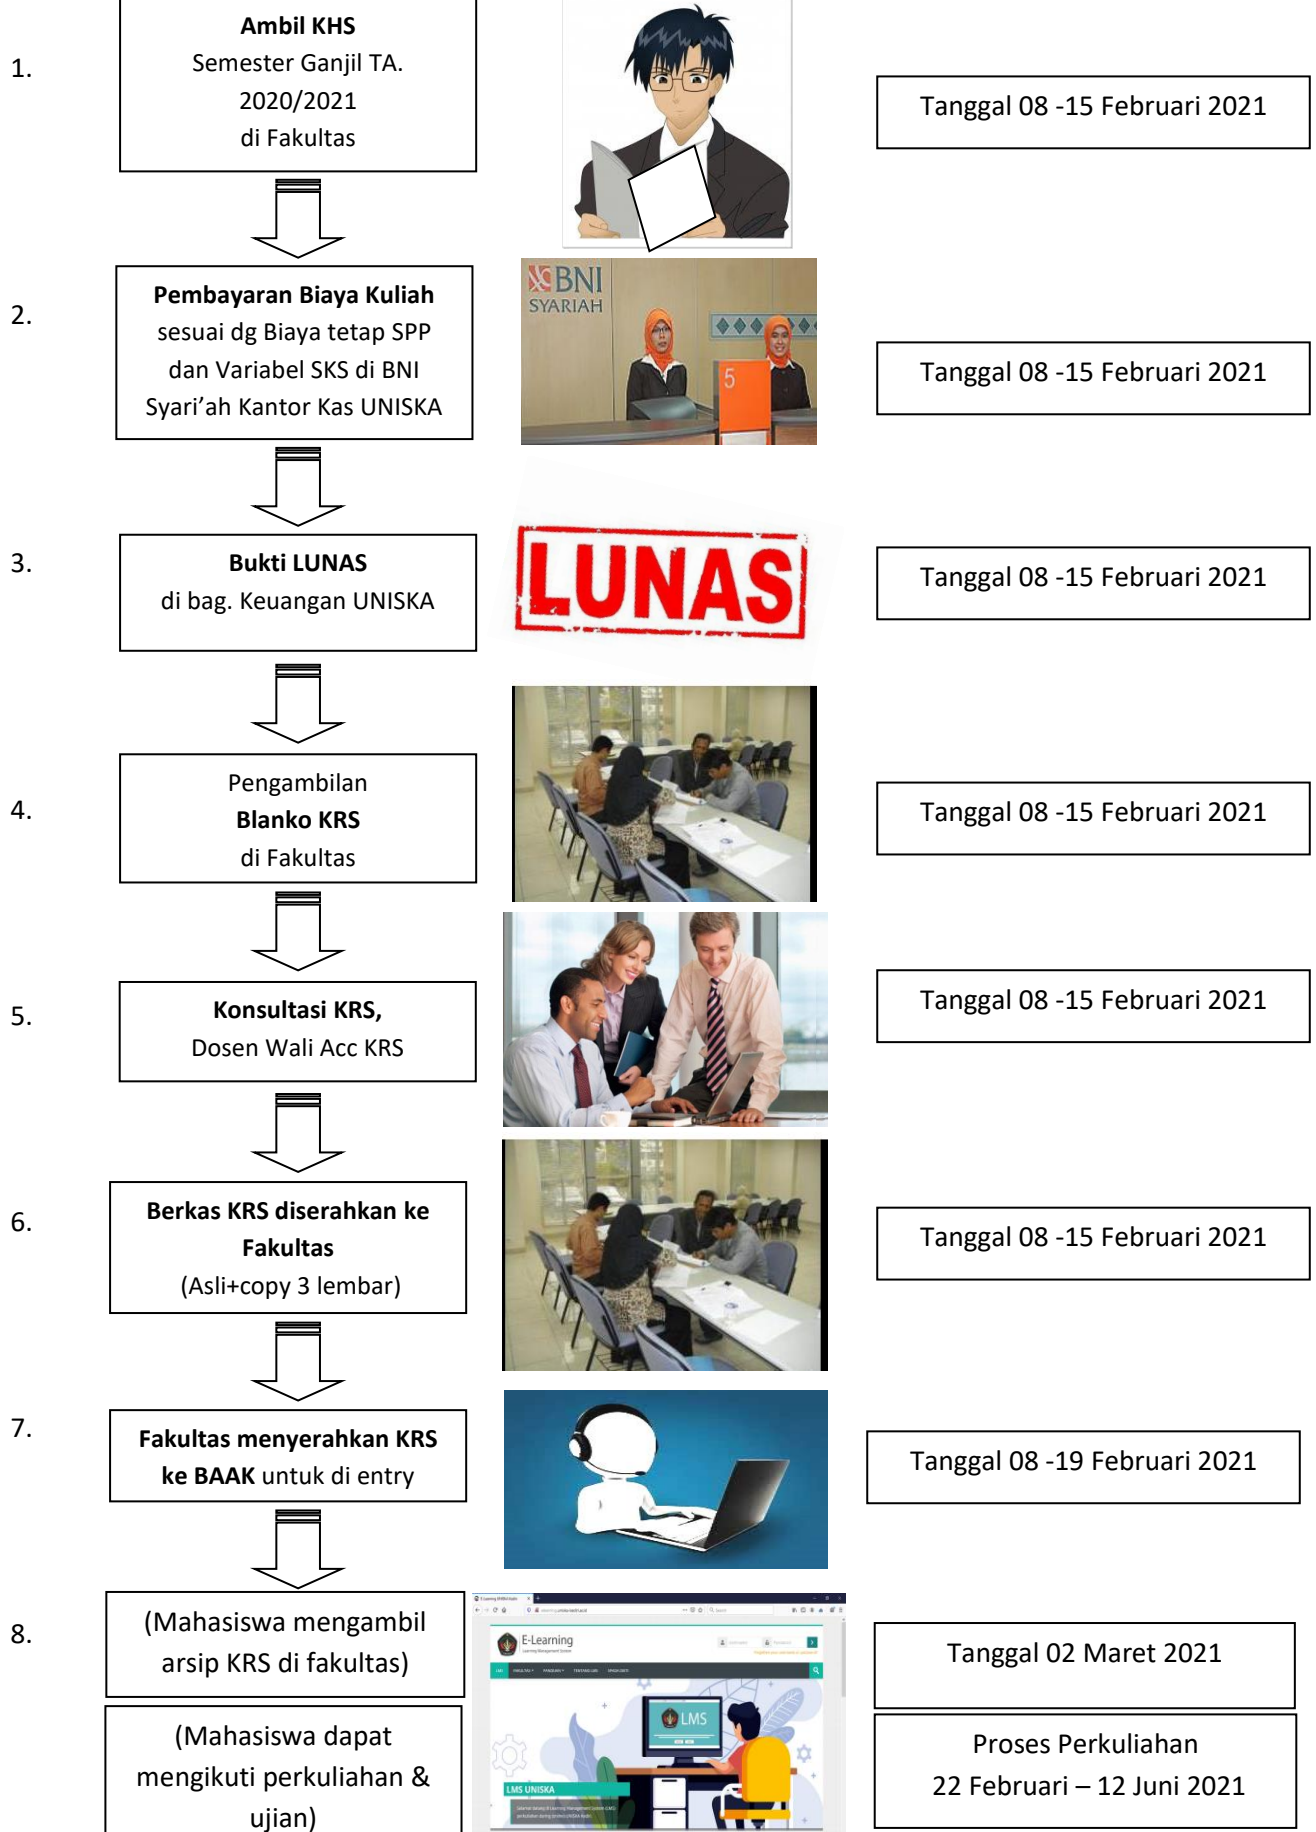 1.
Ambil KHS
Semester Ganjil TA.
2020/2021
di Fakultas
Tanggal 08 -15 Februari 2021
2.
Pembayaran Biaya Kuliah
sesuai dg Biaya tetap SPP
dan Variabel SKS di BNI
Syari’ah Kantor Kas UNISKA
BNI
SYARIAH
5
Tanggal 08 -15 Februari 2021
3.
Bukti LUNAS
di bag. Keuangan UNISKA
LUNAS
Tanggal 08 -15 Februari 2021
4.
Pengambilan
Blanko KRS
di Fakultas
Tanggal 08 -15 Februari 2021
5.
Konsultasi KRS,
Dosen Wali Acc KRS
Tanggal 08 -15 Februari 2021
6.
Berkas KRS diserahkan ke
Fakultas
(Asli+copy 3 lembar)
Tanggal 08 -15 Februari 2021
7.
Fakultas menyerahkan KRS
ke BAAK untuk di entry
Tanggal 08 -19 Februari 2021
8.
(Mahasiswa mengambil
arsip KRS di fakultas)
E-Learning
Learning Management System
LMS
LMS UNISKA
Tanggal 02 Maret 2021
(Mahasiswa dapat
mengikuti perkuliahan &
ujian)
Proses Perkuliahan
22 Februari – 12 Juni 2021